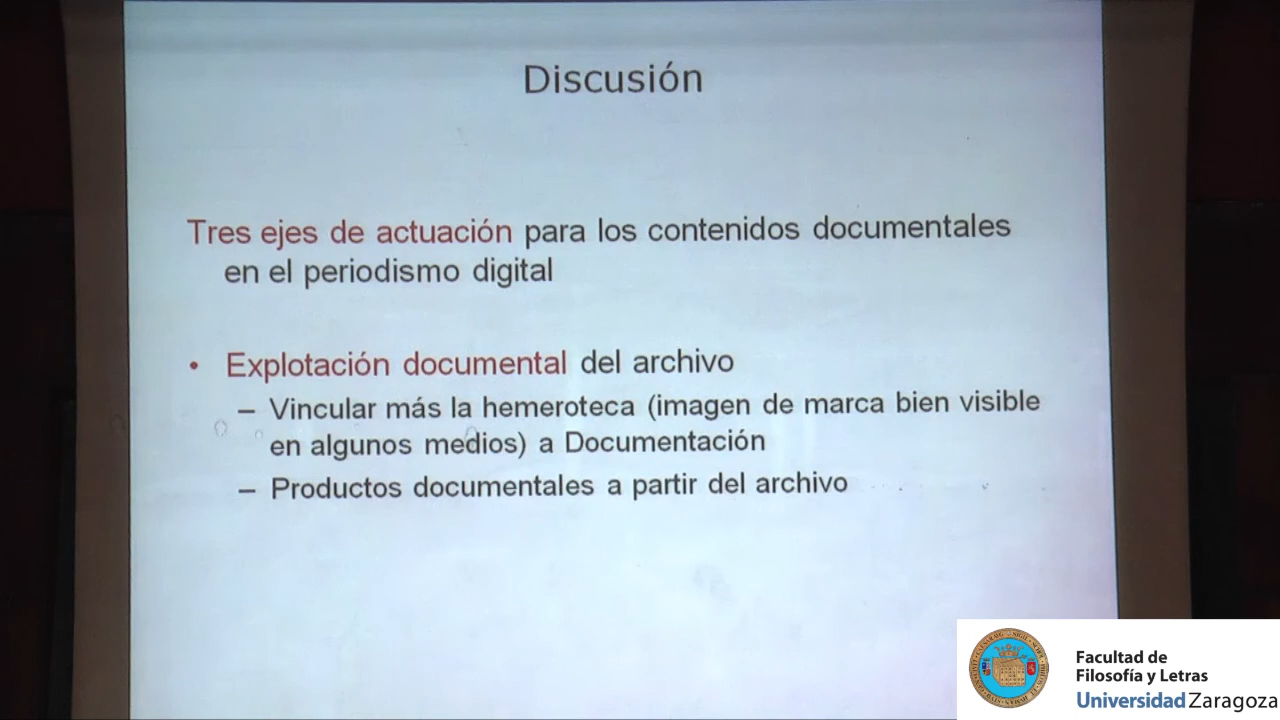 Discusión
Tres ejes de actuación para los contenidos documentales
en el periodismo digital
• Explotación documental del archivo
– Vincular más la hemeroteca (imagen de marca bien visible
en algunos medios) a Documentación
– Productos documentales a partir del archivo
Facultad de
Filosofía y Letras
Universidad Zaragoza